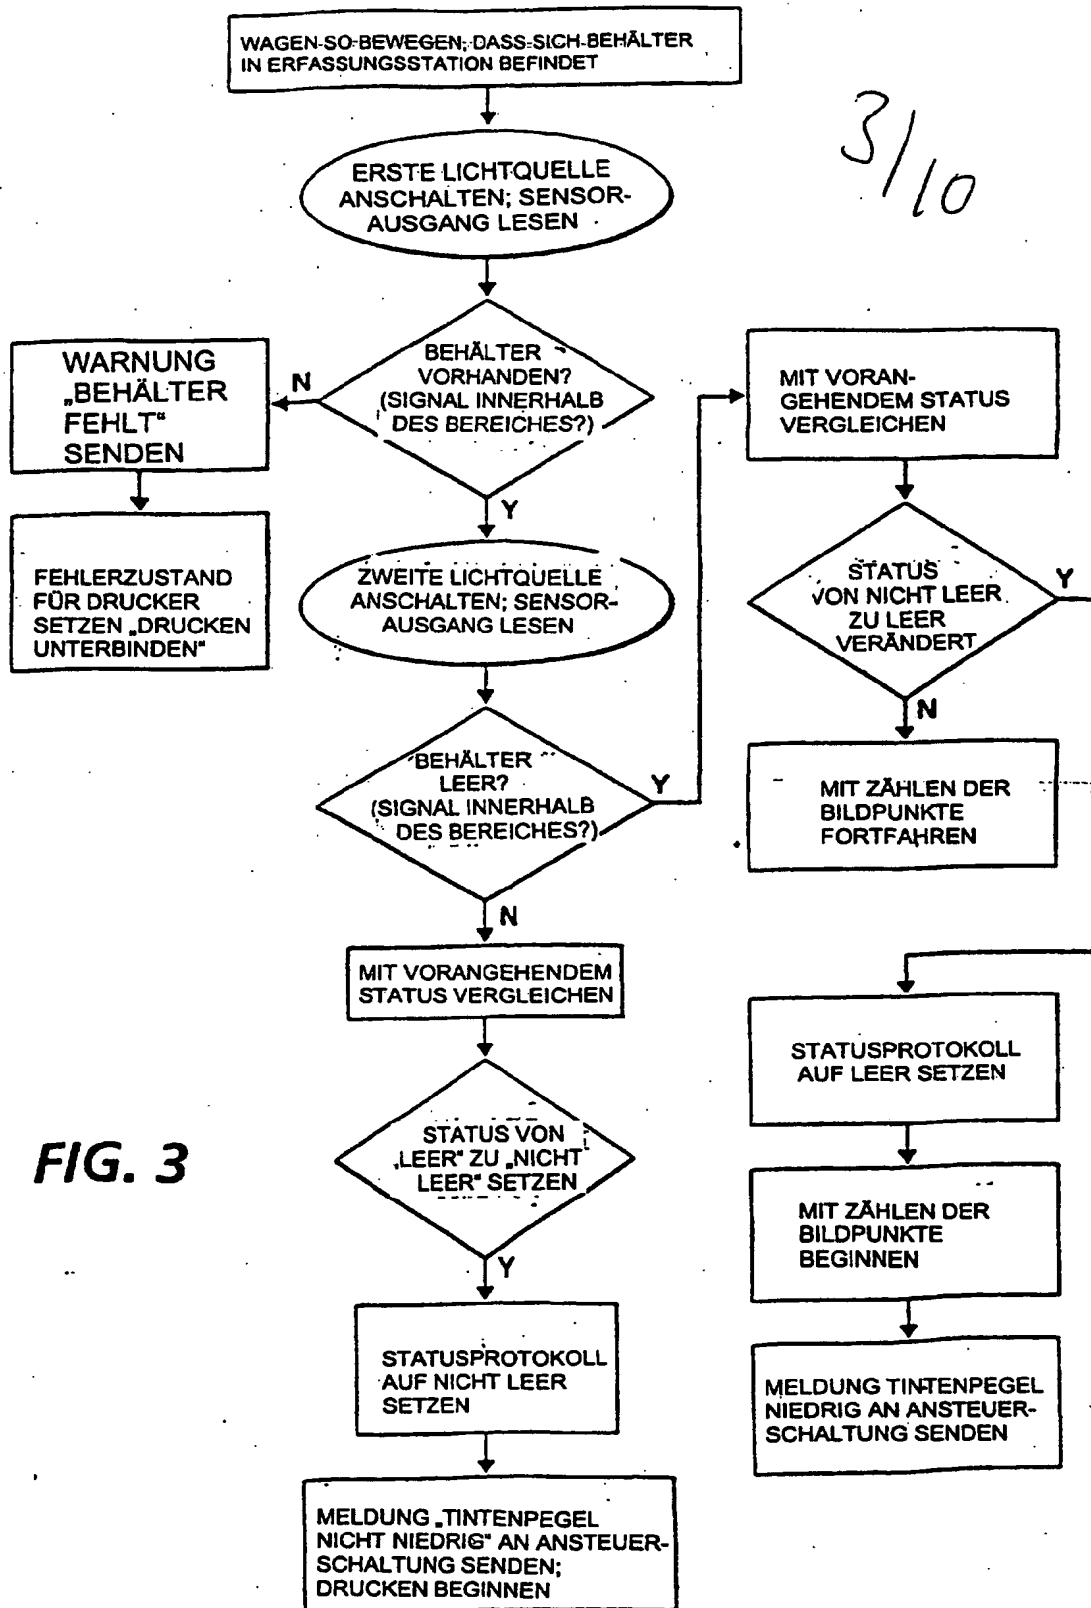 WAGEN-SO-BEWEGEN; DASS-SICH-BEHÄLTER
IN ERFASSUNGSSTATION BEFINDET
3/10
ERSTE LICHTQUELLE
ANSCHALTEN; SENSOR-
AUSGANG LESEN
BEHÄLTER
VORHANDEN?
(SIGNAL INNERHALB
DES BEREICHES?)
N
Y
WARNUNG
„BEHÄLTER
FEHLT“
SENDEN
FEHLERZUSTAND
FÜR DRUCKER
SETZEN „DRUCKEN
UNTERBINDEN“
ZWEITE LICHTQUELLE
ANSCHALTEN; SENSOR-
AUSGANG LESEN
BEHÄLTER
LEER?
(SIGNAL INNERHALB
DES BEREICHES?)
Y
N
MIT VORANGEHENDEM
STATUS VERGLEICHEN
STATUS VON
„LEER“ ZU „NICHT
LEER“ SETZEN
Y
STATUSPROTOKOLL
AUF NICHT LEER
SETZEN
MELDUNG „TINTENPEGEL
NICHT NIEDRIG“ AN ANSTEUER-
SCHALTUNG SENDEN;
DRUCKEN BEGINNEN
MIT VORAN-
GEHENDEM STATUS
VERGLEICHEN
STATUS
VON NICHT LEER
ZU LEER
VERÄNDERT
Y
N
MIT ZÄHLEN DER
BILDPUNKTE
FORTFAHREN
STATUSPROTOKOLL
AUF LEER SETZEN
MIT ZÄHLEN DER
BILDPUNKTE
BEGINNEN
MELDUNG TINTENPEGEL
NIEDRIG AN ANSTEUER-
SCHALTUNG SENDEN
FIG. 3